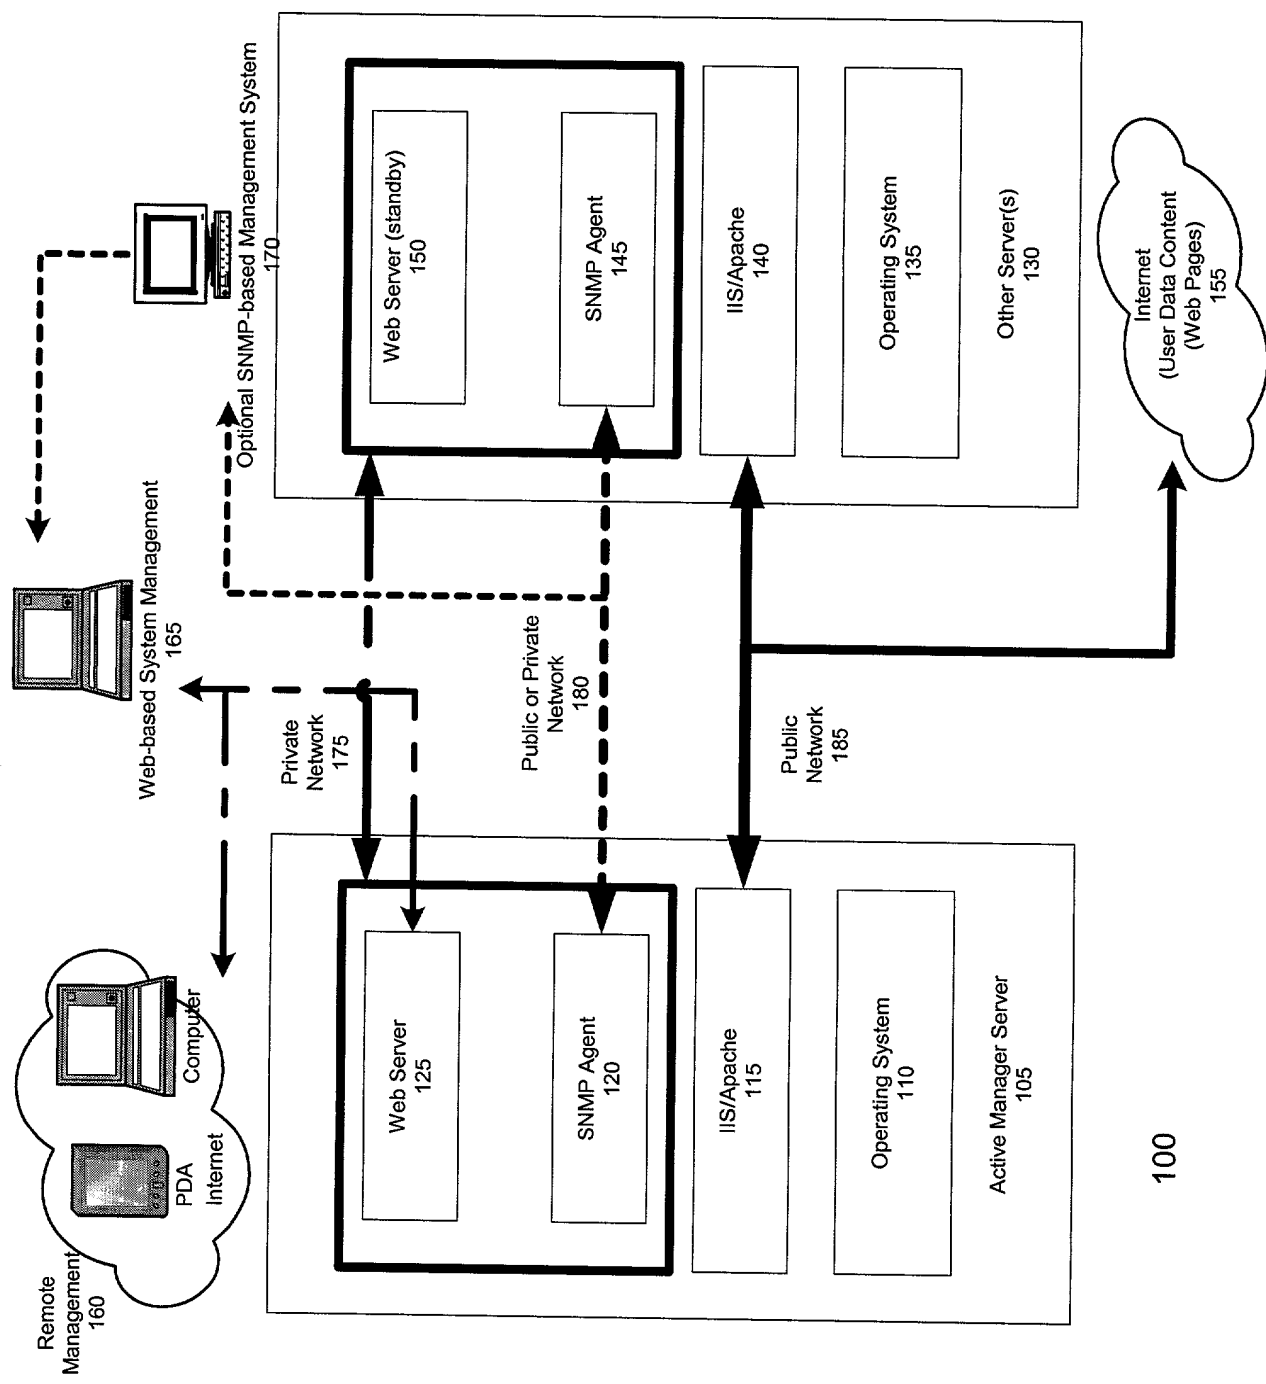 Remote
Management
160
PDA
Internet
Computer
Web-based System Management
165
Optional SNMP-based Management System
170
Private
Network
175
Web Server
125
SNMP Agent
120
IIS/Apache
115
Operating System
110
Active Manager Server
105
Public or Private
Network
180
Public
Network
185
Web Server (standby)
150
SNMP Agent
145
IIS/Apache
140
Operating System
135
Other Server(s)
130
Internet
(User Data Content
(Web Pages)
155
100